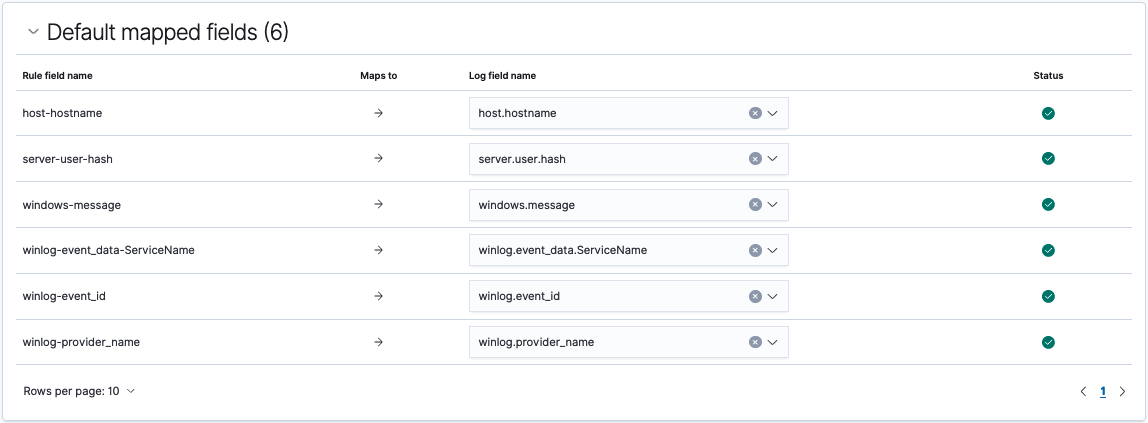 Default mapped fields (6)
Rule field name Maps to Log field name Status
host-hostname → host.hostname
server-user-hash → server.user.hash
windows-message → windows.message
winlog-event_data-ServiceName → winlog.event_data.ServiceName
winlog-event_id → winlog.event_id
winlog-provider_name → winlog.provider_name
Rows per page: 10 1